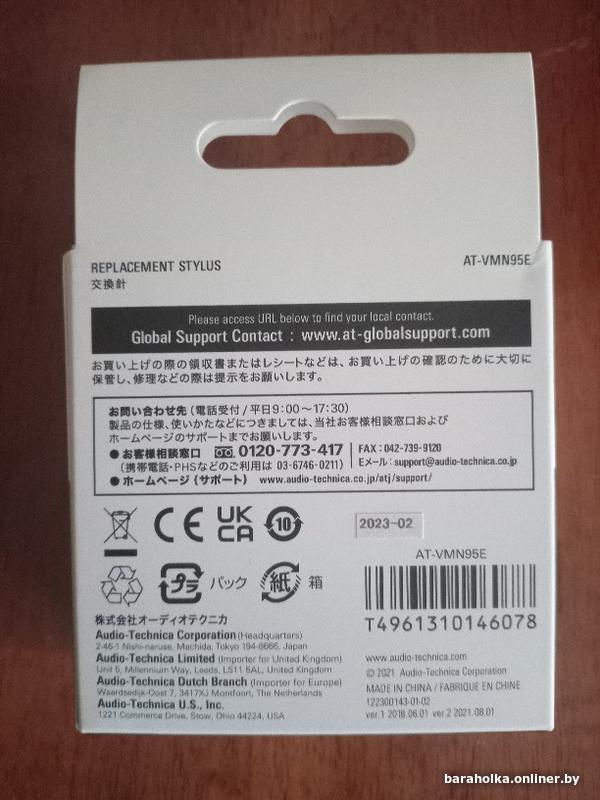 REPLACEMENT STYLUS
AT-VMN95E
交換針
Please access URL below to find your local contact.
Global Support Contact : www.at-globalsupport.com
お買い上げの際の領収書またはレシートなどは、お買い上げの確認のために大切に
保管し、修理などの際は提示をお願いします。
お問い合わせ先（電話受付/平日9:00〜17:30）
製品の仕様、使いかたなどにつきましては、当社お客様相談窓口および
ホームページのサポートまでお願いします。
●お客様相談窓口 0120-773-417
（携帯電話・PHSなどのご利用は 03-6746-0211）
FAX：042-739-9120
Eメール：support@audio-technica.co.jp
●ホームページ（サポート） www.audio-technica.co.jp/atj/support/
CE
UK
CA
10
2023-02
プラ
パック
紙
箱
AT-VMN95E
T4961310146078
株式会社オーディオテクニカ
Audio-Technica Corporation (Headquarters)
2-46-1 Nishi-naruse, Machida, Tokyo 194-8666, Japan
Audio-Technica Limited (Importer for United Kingdom)
Unit 5, Millennium Way, Leeds, LS11 5AL, United Kingdom
Audio-Technica Dutch Branch (Importer for Europe)
Waardsedijk-Oost 7, 3417XJ Montfoort, The Netherlands
Audio-Technica U.S., Inc.
1221 Commerce Drive, Stow, Ohio 44224, USA
www.audio-technica.com
© 2021 Audio-Technica Corporation
MADE IN CHINA / FABRIQUÉ EN CHINE
122300143-01-02
ver.1 2018.06.01 ver.2 2021.08.01
baraholka.onliner.by